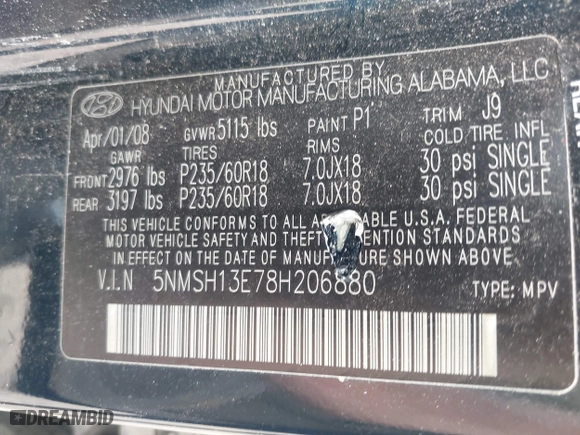 MANUFACTURED BY
HYUNDAI MOTOR MANUFACTURING ALABAMA, LLC
Apr/01/08 GVWR 5115 lbs PAINT P1 TRIM J9
GAWR TIRES RIMS COLD TIRE INFL
FRONT 2976 lbs P235/60R18 7.0JX18 30 psi SINGLE
REAR 3197 lbs P235/60R18 7.0JX18 30 psi SINGLE
THIS VEHICLE CONFORMS TO ALL ABLE U.S.A. FEDERAL
MOTOR VEHICLE SAFETY AND THEFT PREVENTION STANDARDS
IN EFFECT ON THE DATE OF MANUFACTURE SHOWN ABOVE.
V.I.N 5NMSH13E78H206880 TYPE: MPV
DREAMBID